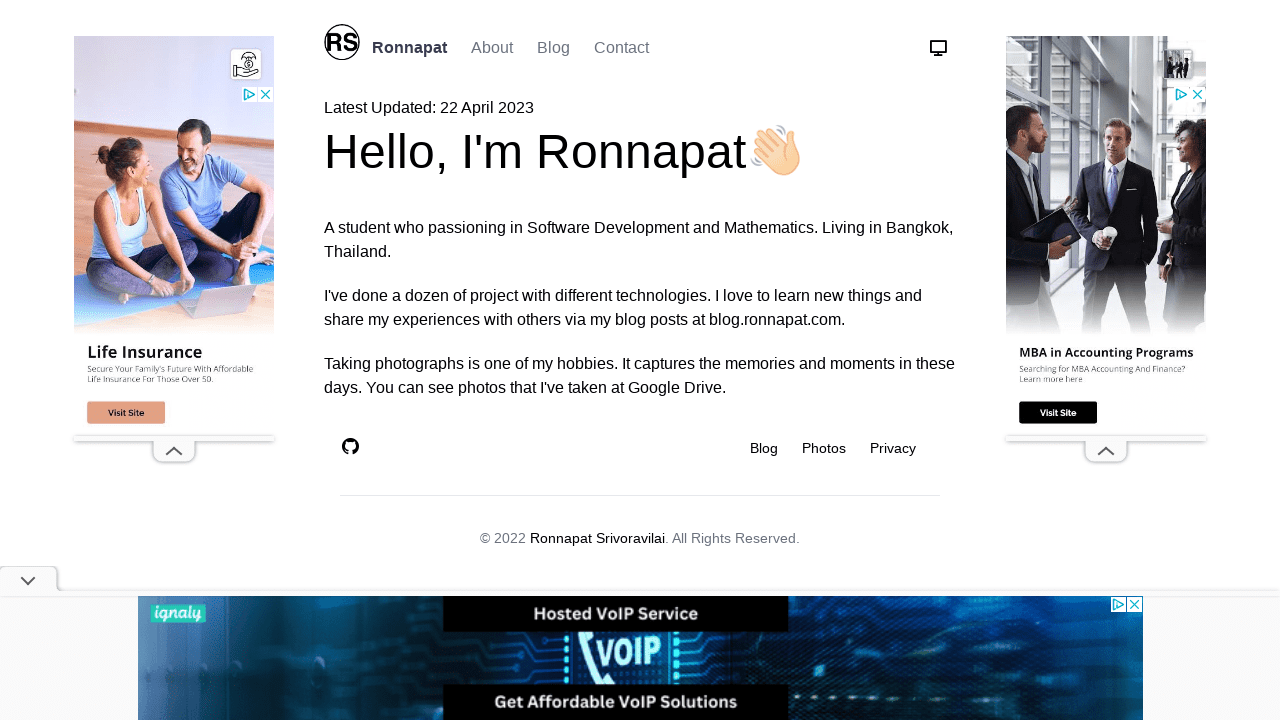 RS
Ronnapat
About
Blog
Contact
Latest Updated: 22 April 2023
Hello, I'm Ronnapat
A student who passioning in Software Development and Mathematics. Living in Bangkok,
Thailand.
I've done a dozen of project with different technologies. I love to learn new things and
share my experiences with others via my blog posts at blog.ronnapat.com.
Taking photographs is one of my hobbies. It captures the memories and moments in these
days. You can see photos that I've taken at Google Drive.
Blog
Photos
Privacy
© 2022 Ronnapat Srivoravilai. All Rights Reserved.
Life Insurance
Secure Your Family's Future With Affordable
Life Insurance For Those Over 50.
Visit Site
MBA in Accounting Programs
Searching for MBA Accounting And Finance?
Learn more here
Visit Site
ignaly
Hosted VoIP Service
VOIP
Get Affordable VoIP Solutions